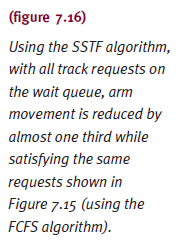 (figure 7.16)
Using the SSTF algorithm,
with all track requests on
the wait queue, arm
movement is reduced by
almost one third while
satisfying the same
requests shown in
Figure 7.15 (using the
FCFS algorithm).